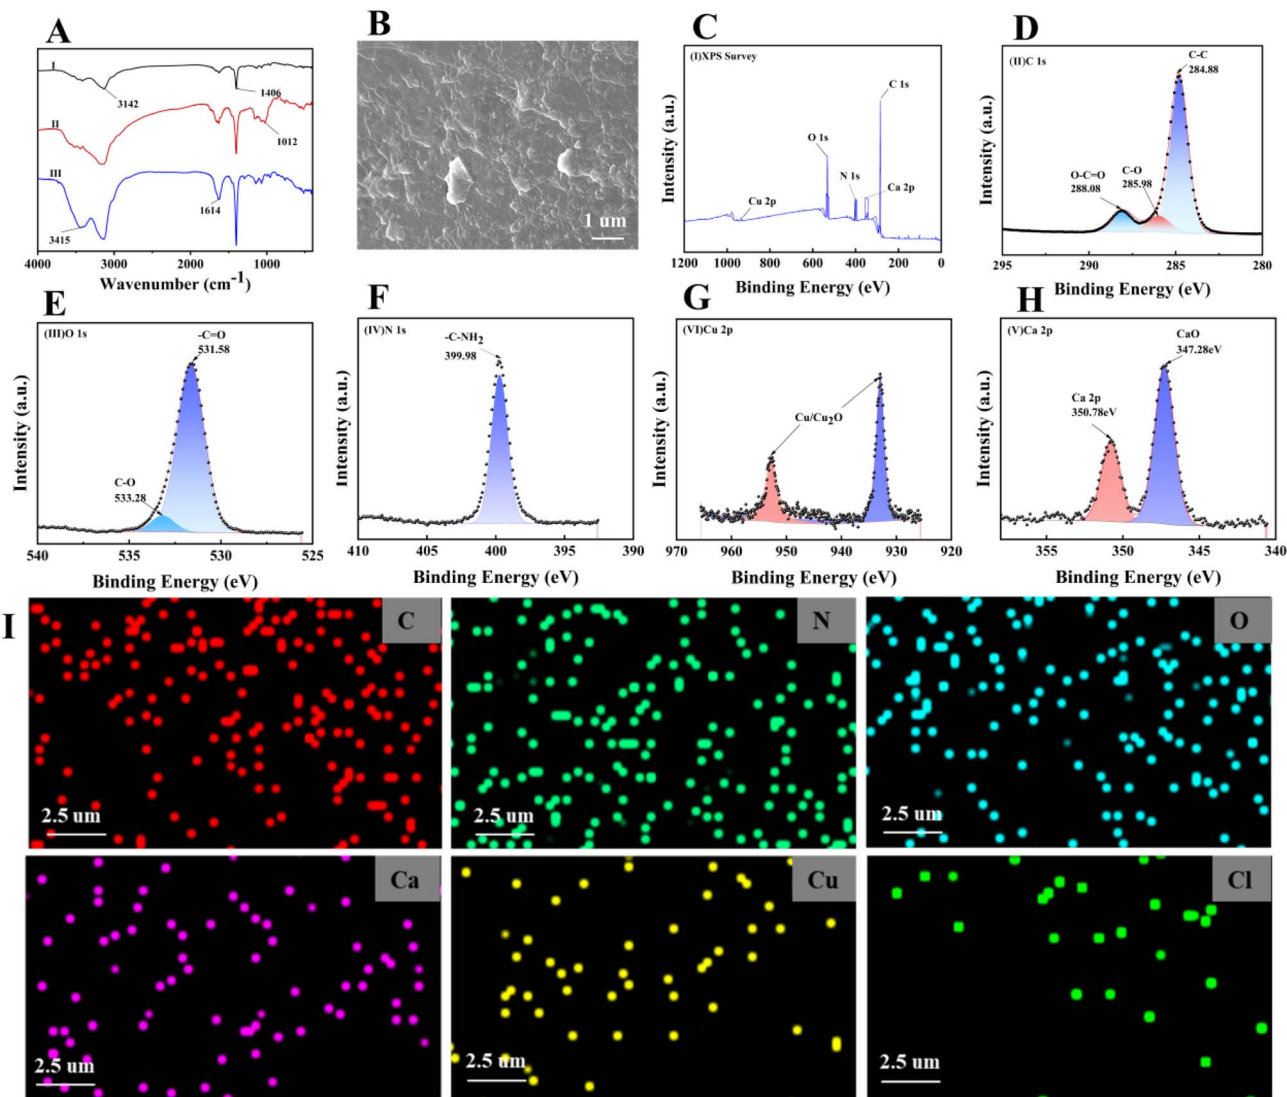 A
I
3142
1406
II
1012
III
1614
3415
4000 3000 2000 1000
Wavenumber (cm-1)
B
1 um
C
(I)XPS Survey
C 1s
O 1s
N 1s
Ca 2p
Cu 2p
Intensity (a.u.)
1200 1000 800 600 400 200 0
Binding Energy (eV)
D
(II)C 1s
C-C
284.88
O-C=O
288.08
C-O
285.98
Intensity (a.u.)
295 290 285 280
Binding Energy (eV)
E
(III)O 1s
-C=O
531.58
C-O
533.28
Intensity (a.u.)
540 535 530 525
Binding Energy (eV)
F
(IV)N 1s
-C-NH2
399.98
Intensity (a.u.)
410 405 400 395 390
Binding Energy (eV)
G
(VI)Cu 2p
Cu/Cu2O
Intensity (a.u.)
970 960 950 940 930 920
Binding Energy (eV)
H
(V)Ca 2p
CaO
347.28eV
Ca 2p
350.78eV
Intensity (a.u.)
355 350 345 340
Binding Energy (eV)
I
C
2.5 um
N
2.5 um
O
2.5 um
Ca
2.5 um
Cu
2.5 um
Cl
2.5 um